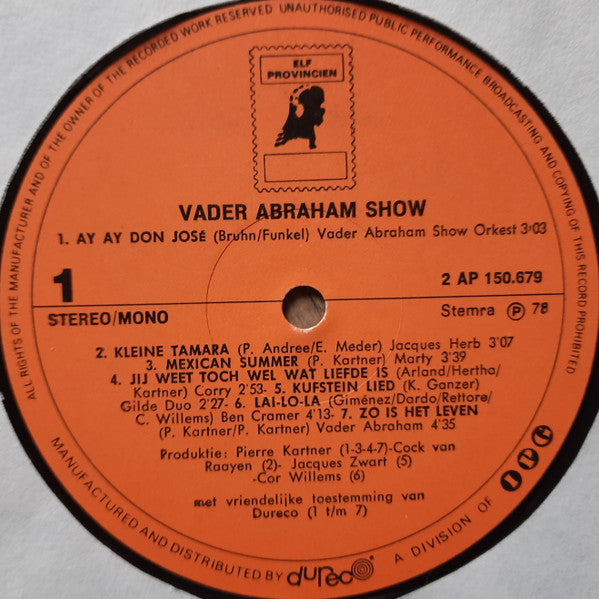 ALL RIGHTS OF THE MANUFACTURER AND OF THE OWNER OF THE RECORDED WORK RESERVED UNAUTHORISED PUBLIC PERFORMANCE BROADCASTING AND COPYING OF THIS RECORD PROHIBITED
ELF
PROVINCIEN
VADER ABRAHAM SHOW
1. AY AY DON JOSÉ (Bruhn/Funkel) Vader Abraham Show Orkest 3:03
1
2 AP 150.679
STEREO/MONO
Stemra Ⓟ 78
2. KLEINE TAMARA (P. Andree/E. Meder) Jacques Herb 3'07
3. MEXICAN SUMMER (P. Kartner) Marty 3'39
4. JIJ WEET TOCH WEL WAT LIEFDE IS (Arland/Hertha/
Kartner) Corry 2'53- 5. KUFSTEIN LIED (K. Ganzer)
Gilde Duo 2'27- 6. LAI-LO-LA (Giménez/Dardo/Rettore/
C. Willems) Ben Cramer 4'13- 7. ZO IS HET LEVEN
(P. Kartner/P. Kartner) Vader Abraham 4'35
Produktie: Pierre Kartner (1-3-4-7)-Cock van
Raayen (2)- Jacques Zwart (5)
-Cor Willems (6)
met vriendelijke toestemming van
Dureco (1 t/m 7)
MANUFACTURED AND DISTRIBUTED BY dureco A DIVISION OF